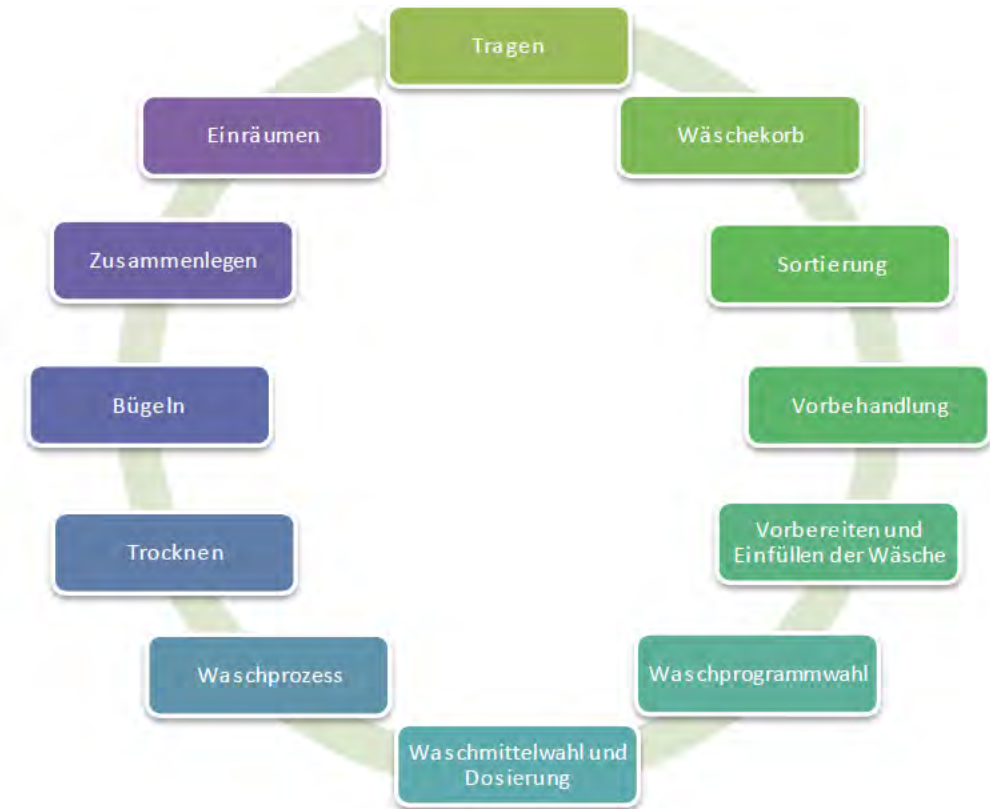 Tragen
Wäschekorb
Sortierung
Vorbehandlung
Vorbereiten und
Einfüllen der Wäsche
Waschprogrammwahl
Waschmittelwahl und
Dosierung
Waschprozess
Trocknen
Bügeln
Zusammenlegen
Einräumen